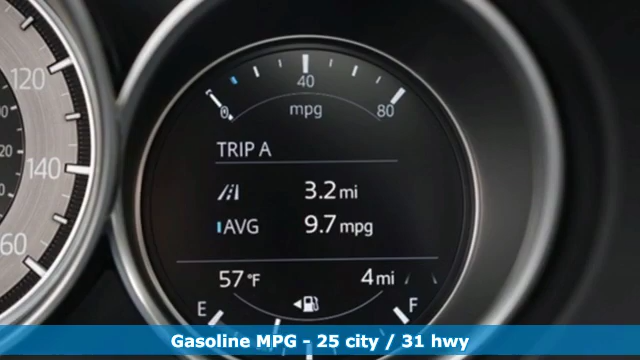 120
140
60
40
0
mpg
80
TRIP A
3.2 mi
AVG
9.7 mpg
57°F
4 mi
E
F
Gasoline MPG - 25 city / 31 hwy